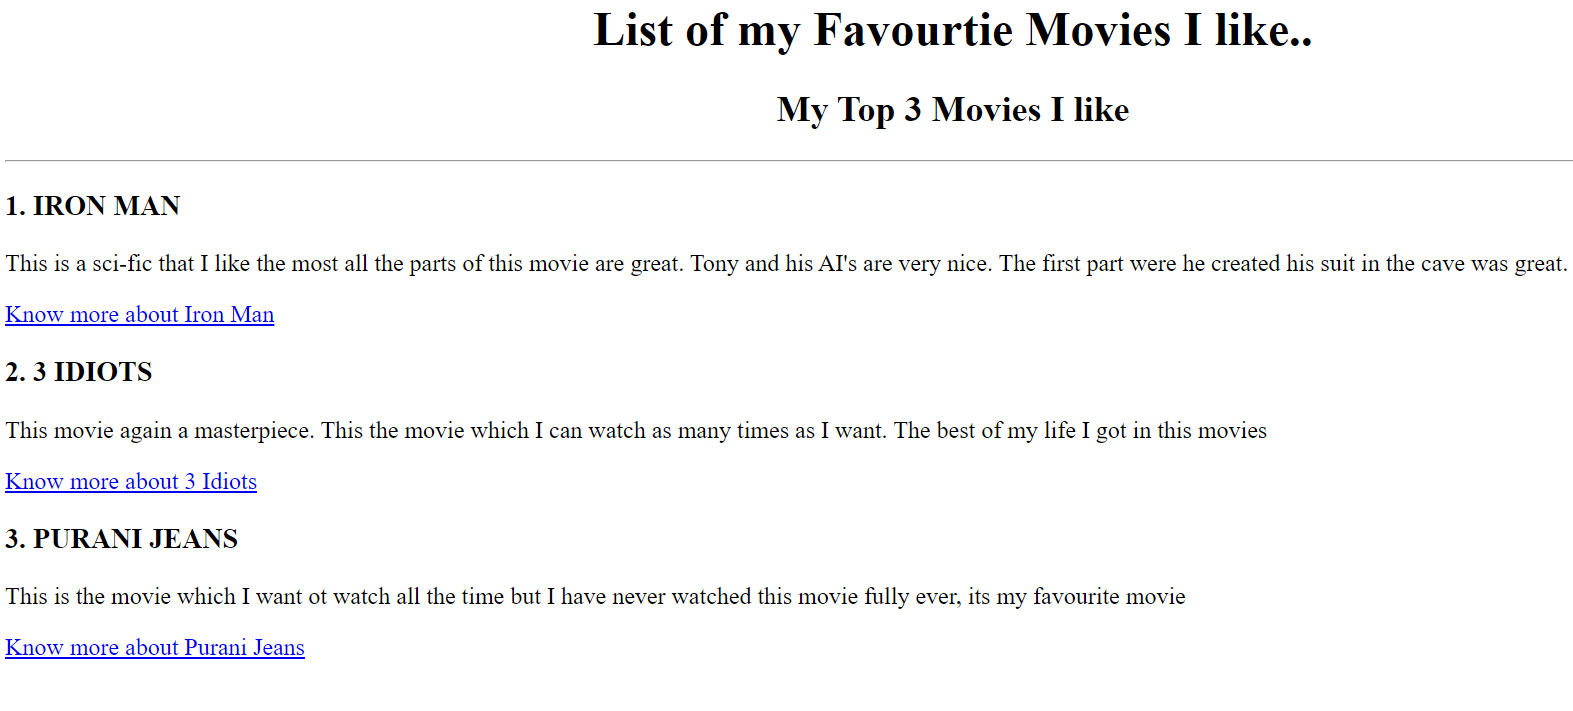 List of my Favourtie Movies I like..
My Top 3 Movies I like
1. IRON MAN
This is a sci-fic that I like the most all the parts of this movie are great. Tony and his AI's are very nice. The first part were he created his suit in the cave was great.
Know more about Iron Man
2. 3 IDIOTS
This movie again a masterpiece. This the movie which I can watch as many times as I want. The best of my life I got in this movies
Know more about 3 Idiots
3. PURANI JEANS
This is the movie which I want ot watch all the time but I have never watched this movie fully ever, its my favourite movie
Know more about Purani Jeans